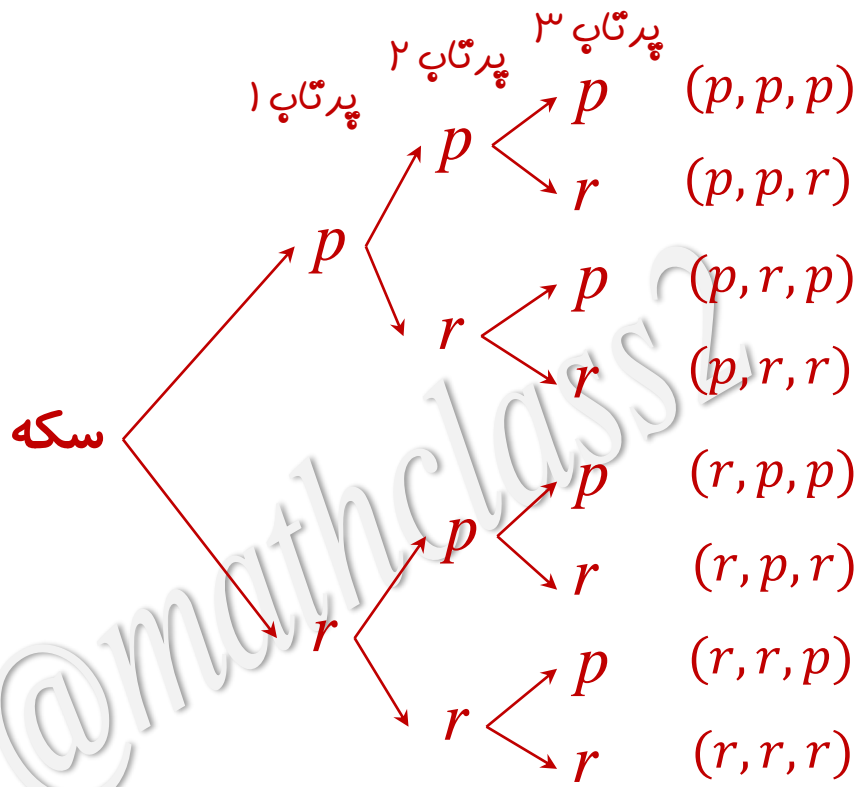 پرتاب ۱
پرتاب ۲
پرتاب ۳
سکه
p
p
p
(p, p, p)
r
(p, p, r)
r
p
(p, r, p)
r
(p, r, r)
r
p
p
(r, p, p)
r
(r, p, r)
r
p
(r, r, p)
r
(r, r, r)
@mathclass2